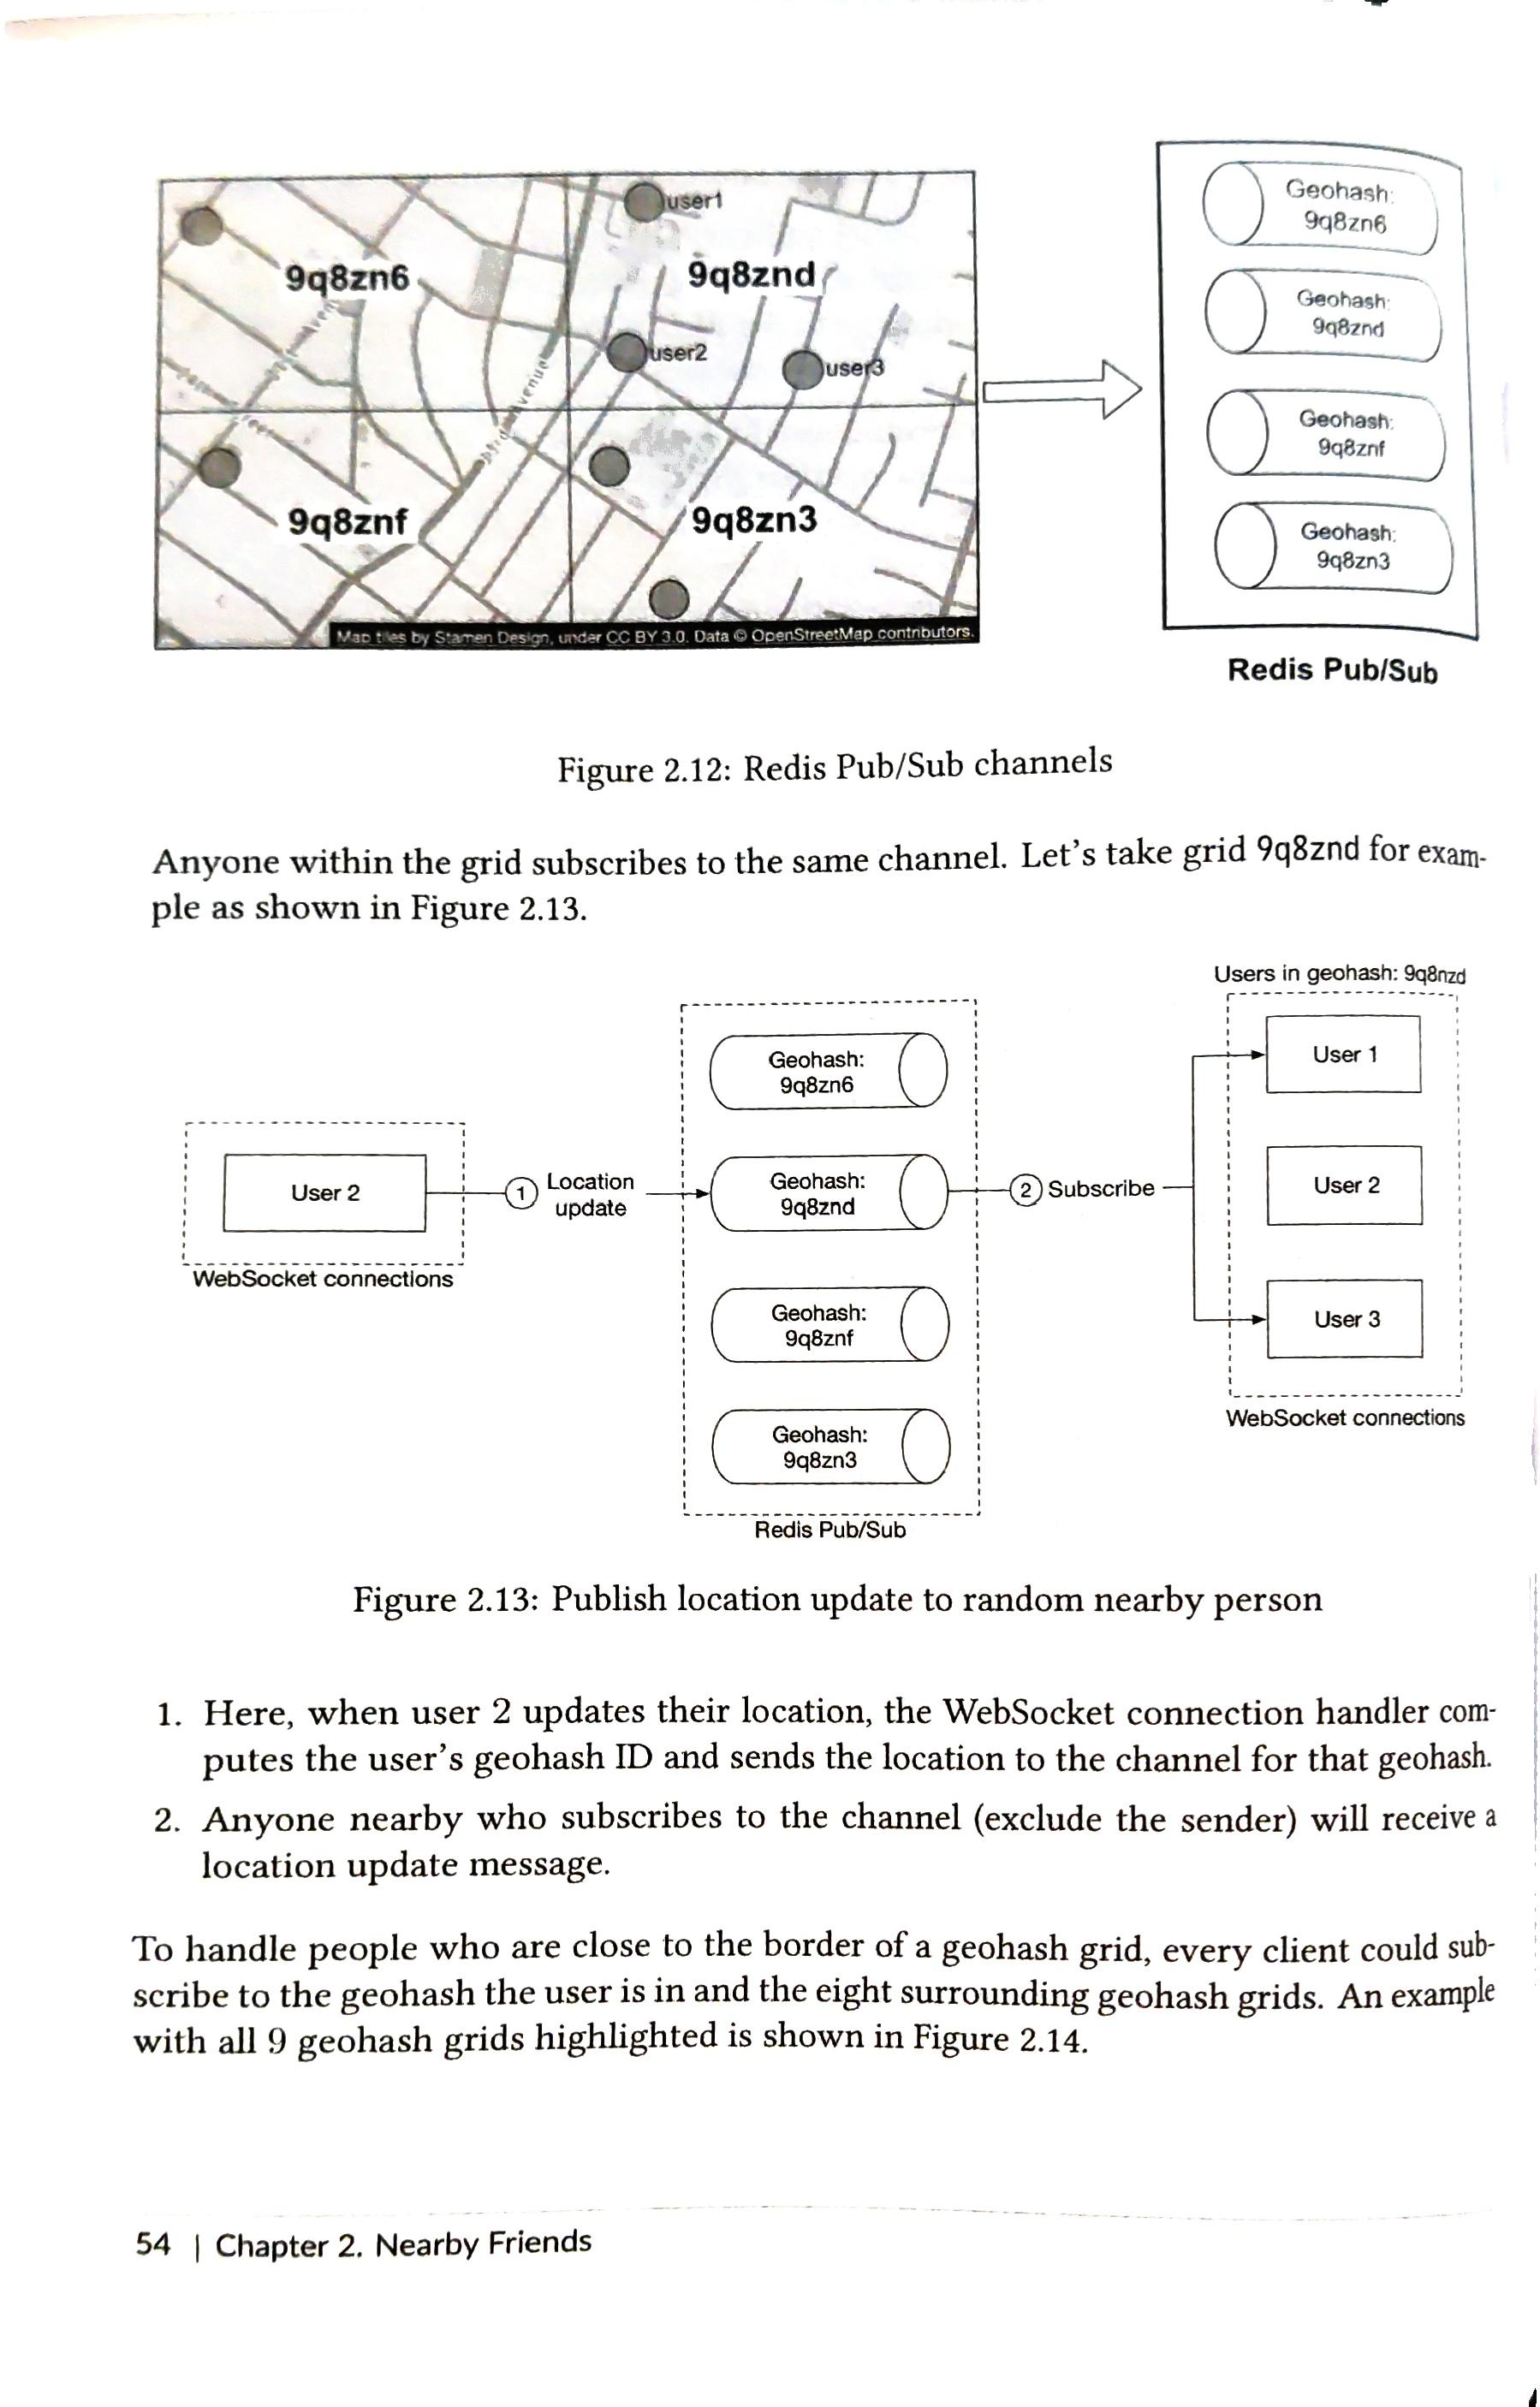 user1
9q8zn6
9q8znd
user2
user3
Avenue
9q8znf
9q8zn3
Map tiles by Stamen Design, under CC BY 3.0. Data © OpenStreetMap contributors.
Geohash:
9q8zn6
Geohash:
9q8znd
Geohash:
9q8znf
Geohash:
9q8zn3
Redis Pub/Sub
Figure 2.12: Redis Pub/Sub channels
Anyone within the grid subscribes to the same channel. Let's take grid 9q8znd for exam-
ple as shown in Figure 2.13.
User 2
WebSocket connections
1
Location
update
Geohash:
9q8zn6
Geohash:
9q8znd
Geohash:
9q8znf
Geohash:
9q8zn3
Redis Pub/Sub
2 Subscribe
Users in geohash: 9q8nzd
User 1
User 2
User 3
WebSocket connections
Figure 2.13: Publish location update to random nearby person
1. Here, when user 2 updates their location, the WebSocket connection handler com-
putes the user's geohash ID and sends the location to the channel for that geohash.
2. Anyone nearby who subscribes to the channel (exclude the sender) will receive a
location update message.
To handle people who are close to the border of a geohash grid, every client could sub-
scribe to the geohash the user is in and the eight surrounding geohash grids. An example
with all 9 geohash grids highlighted is shown in Figure 2.14.
54 | Chapter 2. Nearby Friends